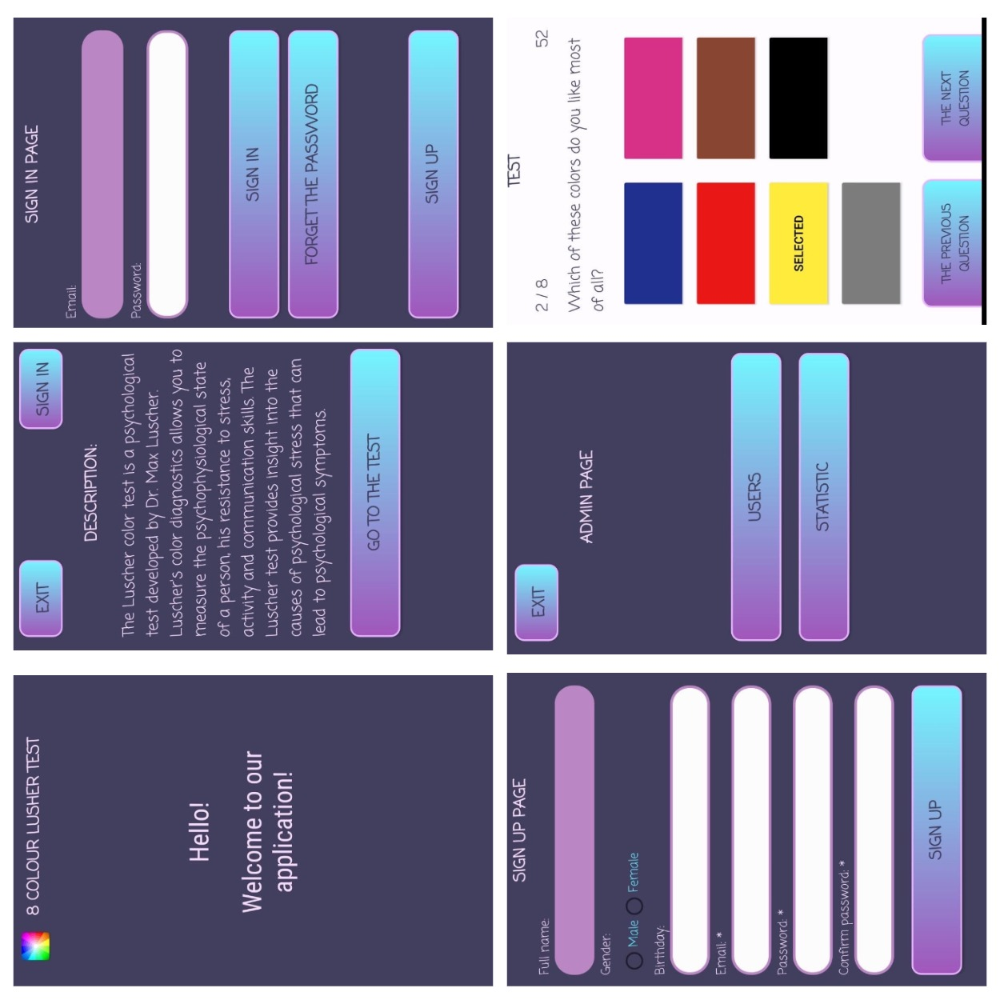 8 COLOUR LUSHER TEST
Hello!
Welcome to our
application!
EXIT
SIGN IN
DESCRIPTION:
The Luscher color test is a psychological
test developed by Dr. Max Luscher.
Luscher's color diagnostics allows you to
measure the psychophysiological state
of a person, his resistance to stress,
activity and communication skills. The
Luscher test provides insight into the
causes of psychological stress that can
lead to psychological symptoms.
GO TO THE TEST
SIGN IN PAGE
Email:
Password:
SIGN IN
FORGET THE PASSWORD
SIGN UP
SIGN UP PAGE
Full name:
Gender:
Male Female
Birthday:
Email: *
Password: *
Confirm password: *
SIGN UP
EXIT
ADMIN PAGE
USERS
STATISTIC
TEST
2 / 8 52
Which of these colors do you like most
of all?
SELECTED
THE PREVIOUS
QUESTION
THE NEXT
QUESTION